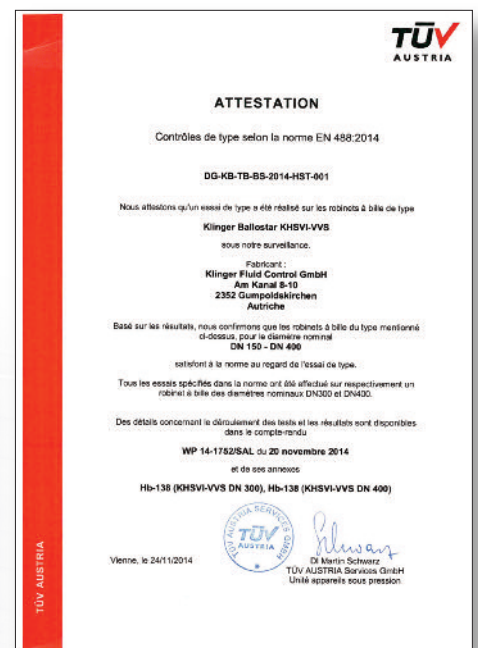 TÜV
AUSTRIA
ATTESTATION
Contrôles de type selon la norme EN 488:2014
DG-KB-TB-BS-2014-HST-001
Nous attestons qu'un essai de type a été réalisé sur les robinets à bille de type
Klinger Ballostar KHSVI-VVS
sous notre surveillance.
Fabricant :
Klinger Fluid Control GmbH
Am Kanal 8-10
2352 Gumpoldskirchen
Autriche
Basé sur les résultats, nous confirmons que les robinets à bille du type mentionné
ci-dessus, pour le diamètre nominal
DN 150 - DN 400
satisfont à la norme au regard de l'essai de type.
Tous les essais spécifiés dans la norme ont été effectué sur respectivement un
robinet à bille des diamètres nominaux DN300 et DN400.
Des détails concernant le déroulement des tests et les résultats sont disponibles
dans le compte-rendu
WP 14-1752/SAL du 20 novembre 2014
et de ses annexes
Hb-138 (KHSVI-VVS DN 300), Hb-138 (KHSVI-VVS DN 400)
TÜV AUSTRIA SERVICES GMBH
TÜV
AUSTRIA
Schwarz
Vienne, le 24/11/2014
DI Martin Schwarz
TÜV AUSTRIA Services GmbH
Unité appareils sous pression
TÜV AUSTRIA